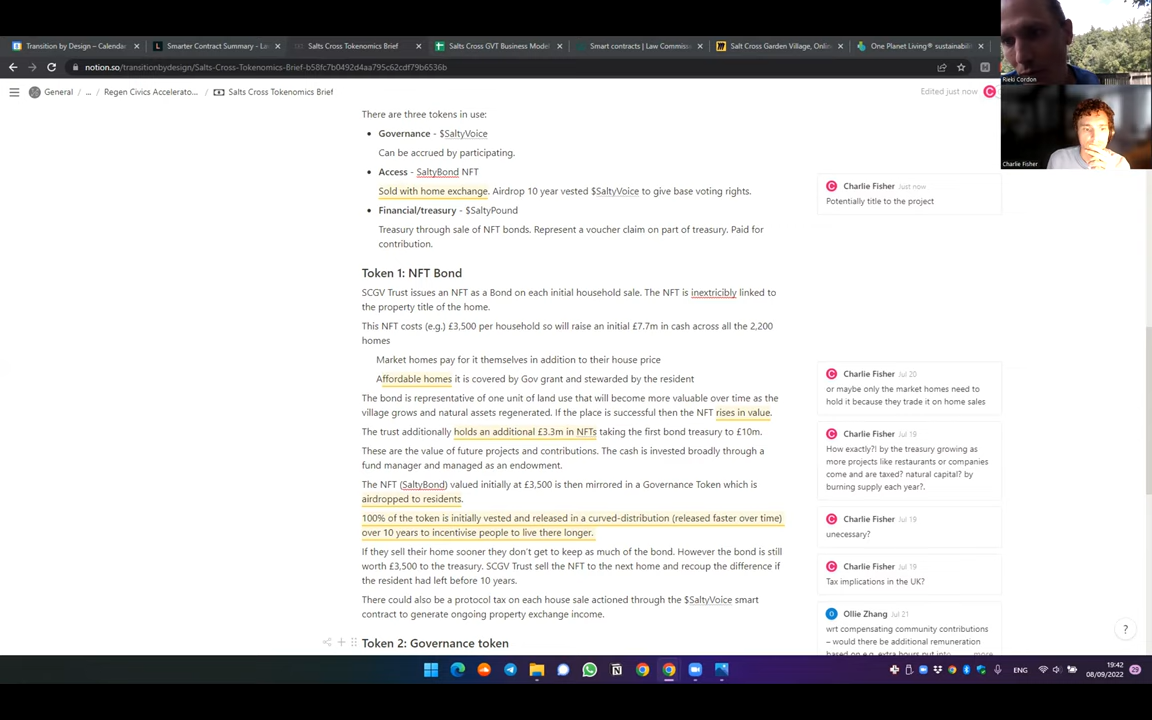 Transition by Design – Calendar
Smarter Contract Summary - La
Salts Cross Tokenomics Brief
Salts Cross GVT Business Model
Smart contracts | Law Commiss
Salt Cross Garden Village, Onlin
One Planet Living® sustainabili
notion.so/transitionbydesign/Salts-Cross-Tokenomics-Brief-b58fc7b0492d4aa795c62cdf79b6536b
General / ... / Regen Civics Accelerato... / Salts Cross Tokenomics Brief
Edited just now
C
Rieki Cordon
Charlie Fisher
There are three tokens in use:
• Governance - $SaltyVoice
Can be accrued by participating.
• Access - SaltyBond NFT
Sold with home exchange. Airdrop 10 year vested $SaltyVoice to give base voting rights.
• Financial/treasury - $SaltyPound
Treasury through sale of NFT bonds. Represent a voucher claim on part of treasury. Paid for
contribution.
Token 1: NFT Bond
SCGV Trust issues an NFT as a Bond on each initial household sale. The NFT is inextricibly linked to
the property title of the home.
This NFT costs (e.g.) £3,500 per household so will raise an initial £7.7m in cash across all the 2,200
homes
Market homes pay for it themselves in addition to their house price
Affordable homes it is covered by Gov grant and stewarded by the resident
The bond is representative of one unit of land use that will become more valuable over time as the
village grows and natural assets regenerated. If the place is successful then the NFT rises in value.
The trust additionally holds an additional £3.3m in NFTs taking the first bond treasury to £10m.
These are the value of future projects and contributions. The cash is invested broadly through a
fund manager and managed as an endowment.
The NFT (SaltyBond) valued initially at £3,500 is then mirrored in a Governance Token which is
airdropped to residents.
100% of the token is initially vested and released in a curved-distribution (released faster over time)
over 10 years to incentivise people to live there longer.
If they sell their home sooner they don't get to keep as much of the bond. However the bond is still
worth £3,500 to the treasury. SCGV Trust sell the NFT to the next home and recoup the difference if
the resident had left before 10 years.
There could also be a protocol tax on each house sale actioned through the $SaltyVoice smart
contract to generate ongoing property exchange income.
Token 2: Governance token
C Charlie Fisher Just now
Potentially title to the project
C Charlie Fisher Jul 20
or maybe only the market homes need to
hold it because they trade it on home sales
C Charlie Fisher Jul 19
How exactly?! by the treasury growing as
more projects like restaurants or companies
come and are taxed? natural capital? by
burning supply each year?.
C Charlie Fisher Jul 19
unecessary?
C Charlie Fisher Jul 19
Tax implications in the UK?
O Ollie Zhang Jul 21
wrt compensating community contributions
– would there be additional remuneration
based on e.g. extra hours put into ... more
?
ENG
19:42
08/09/2022
29